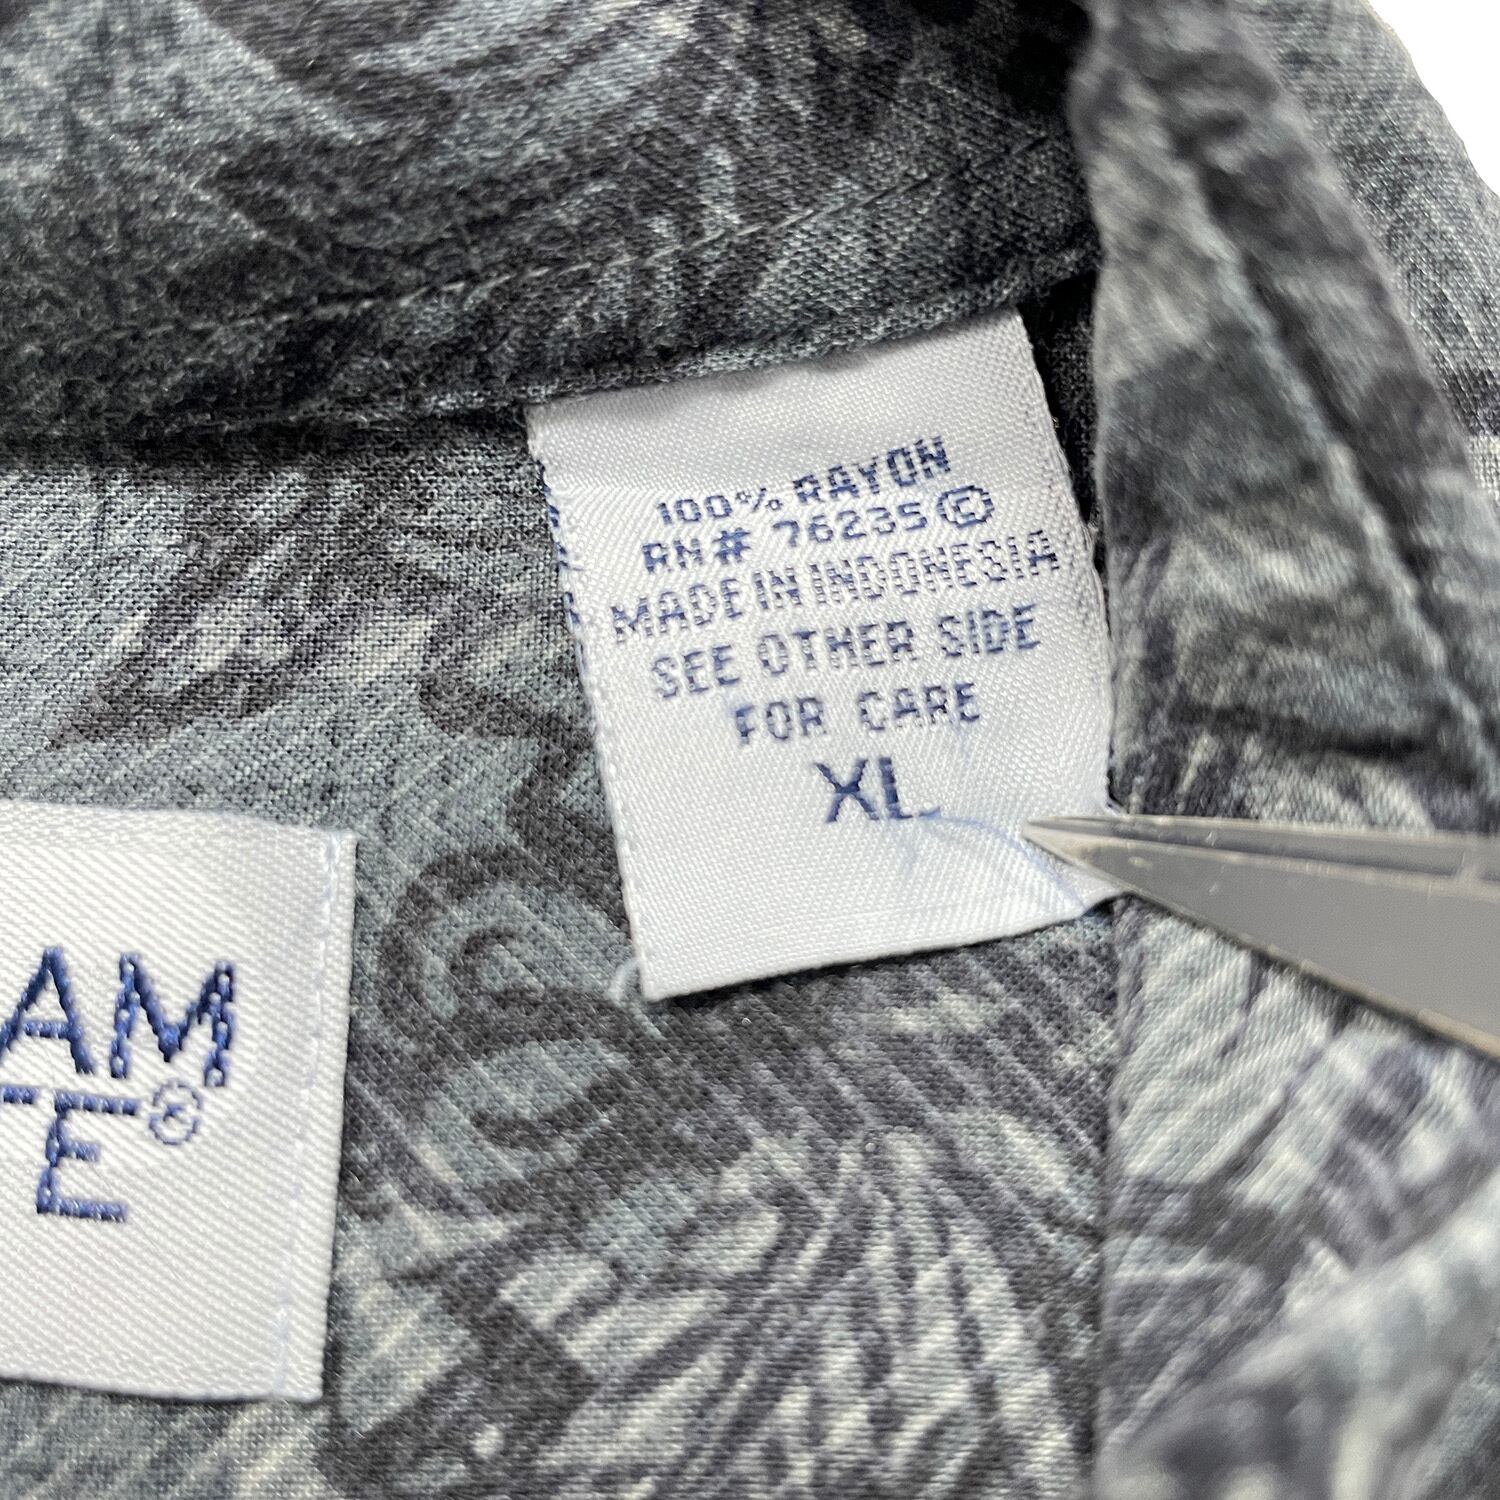 100% RAYON
RN# 76235 ©
MADE IN INDONESIA
SEE OTHER SIDE
FOR CARE
XL
AM
E®